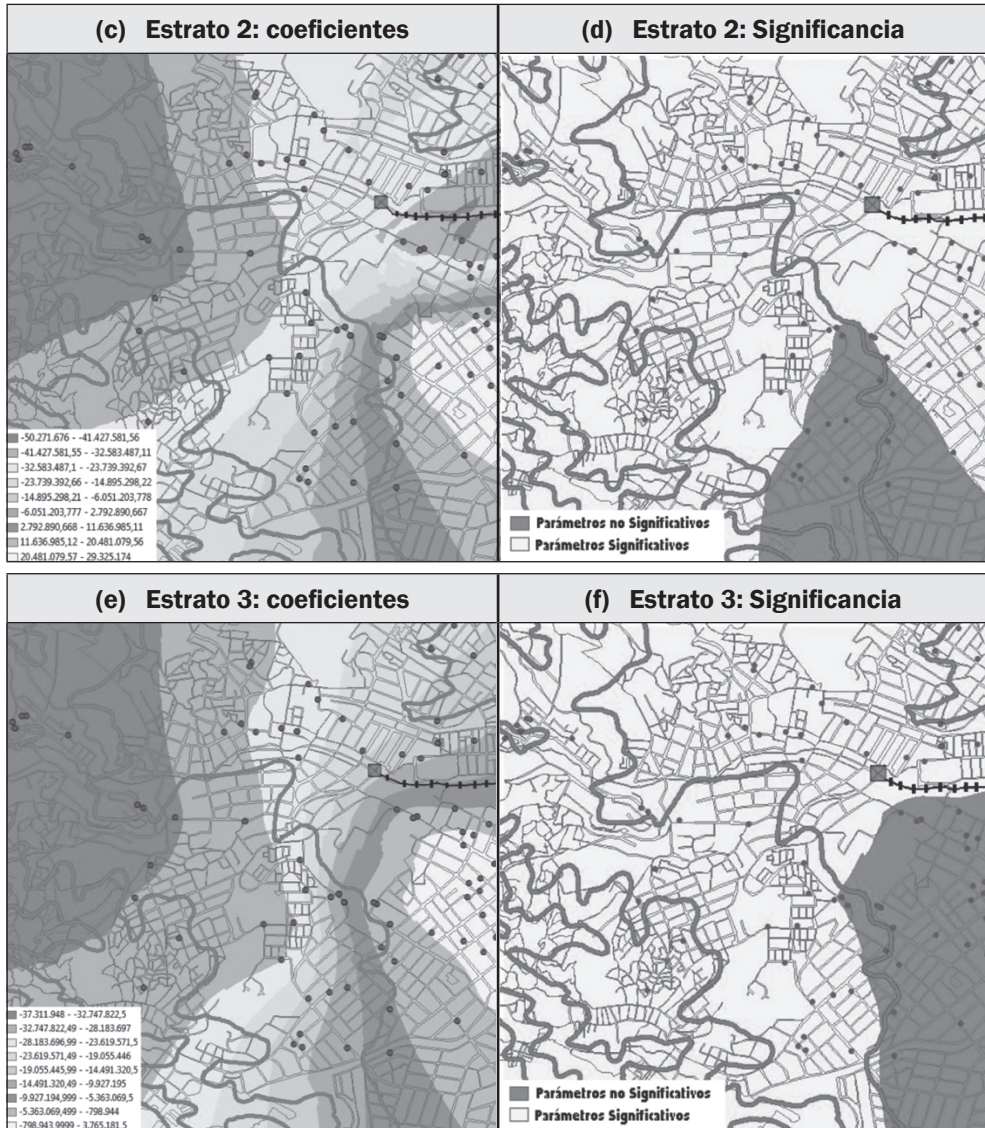 (c) Estrato 2: coeficientes
(d) Estrato 2: Significancia
-50.271.676 - -41.427.581,56
-41.427.581,55 - -32.583.487,11
-32.583.487,1 - -23.739.392,67
-23.739.392,66 - -14.895.298,22
-14.895.298,21 - -6.051.203,778
-6.051.203,777 - 2.792.890,667
2.792.890,668 - 11.636.985,11
11.636.985,12 - 20.481.079,56
20.481.079,57 - 29.325.174
Parámetros no Significativos
Parámetros Significativos
(e) Estrato 3: coeficientes
(f) Estrato 3: Significancia
-37.311.948 - -32.747.822,5
-32.747.822,49 - -28.183.697
-28.183.696,99 - -23.619.571,5
-23.619.571,49 - -19.055.446
-19.055.445,99 - -14.491.320,5
-14.491.320,49 - -9.927.195
-9.927.194,999 - -5.363.069,5
-5.363.069,499 - -798.944
-798.943,9999 - 3.765.181,5
Parámetros no Significativos
Parámetros Significativos